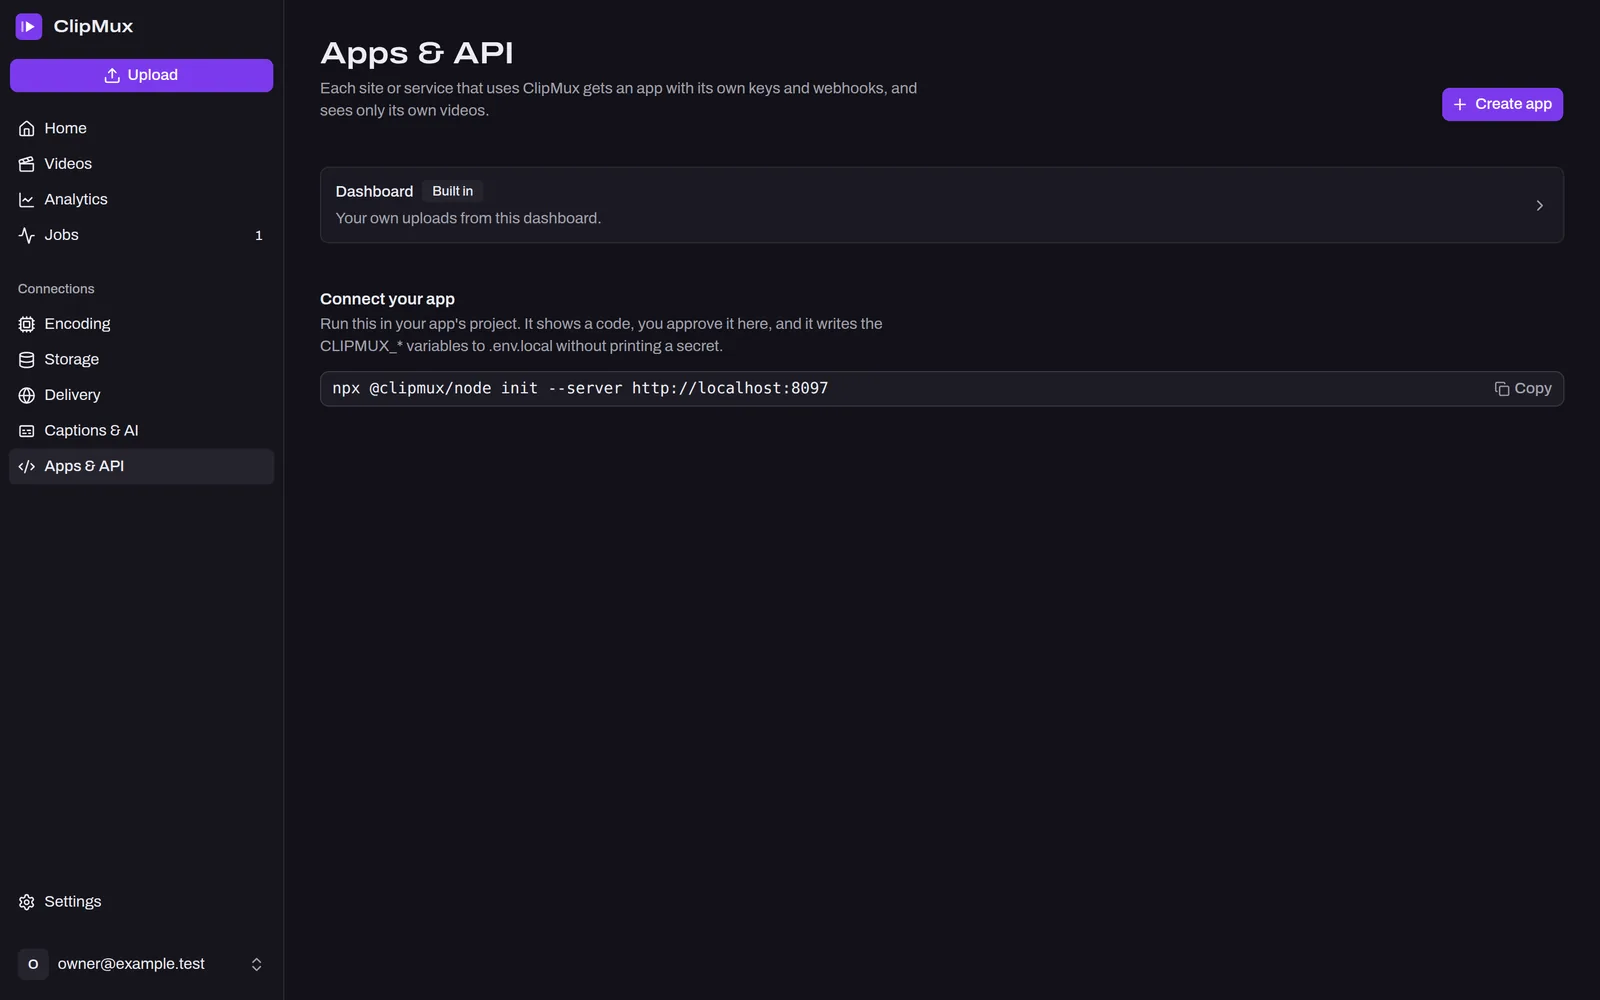 ClipMux
Upload
Home
Videos
Analytics
Jobs 1
Connections
Encoding
Storage
Delivery
Captions & AI
Apps & API
Settings
O owner@example.test
Apps & API
Each site or service that uses ClipMux gets an app with its own keys and webhooks, and
sees only its own videos.
Create app
Dashboard Built in
Your own uploads from this dashboard.
Connect your app
Run this in your app's project. It shows a code, you approve it here, and it writes the
CLIPMUX_* variables to .env.local without printing a secret.
npx @clipmux/node init --server http://localhost:8097 Copy